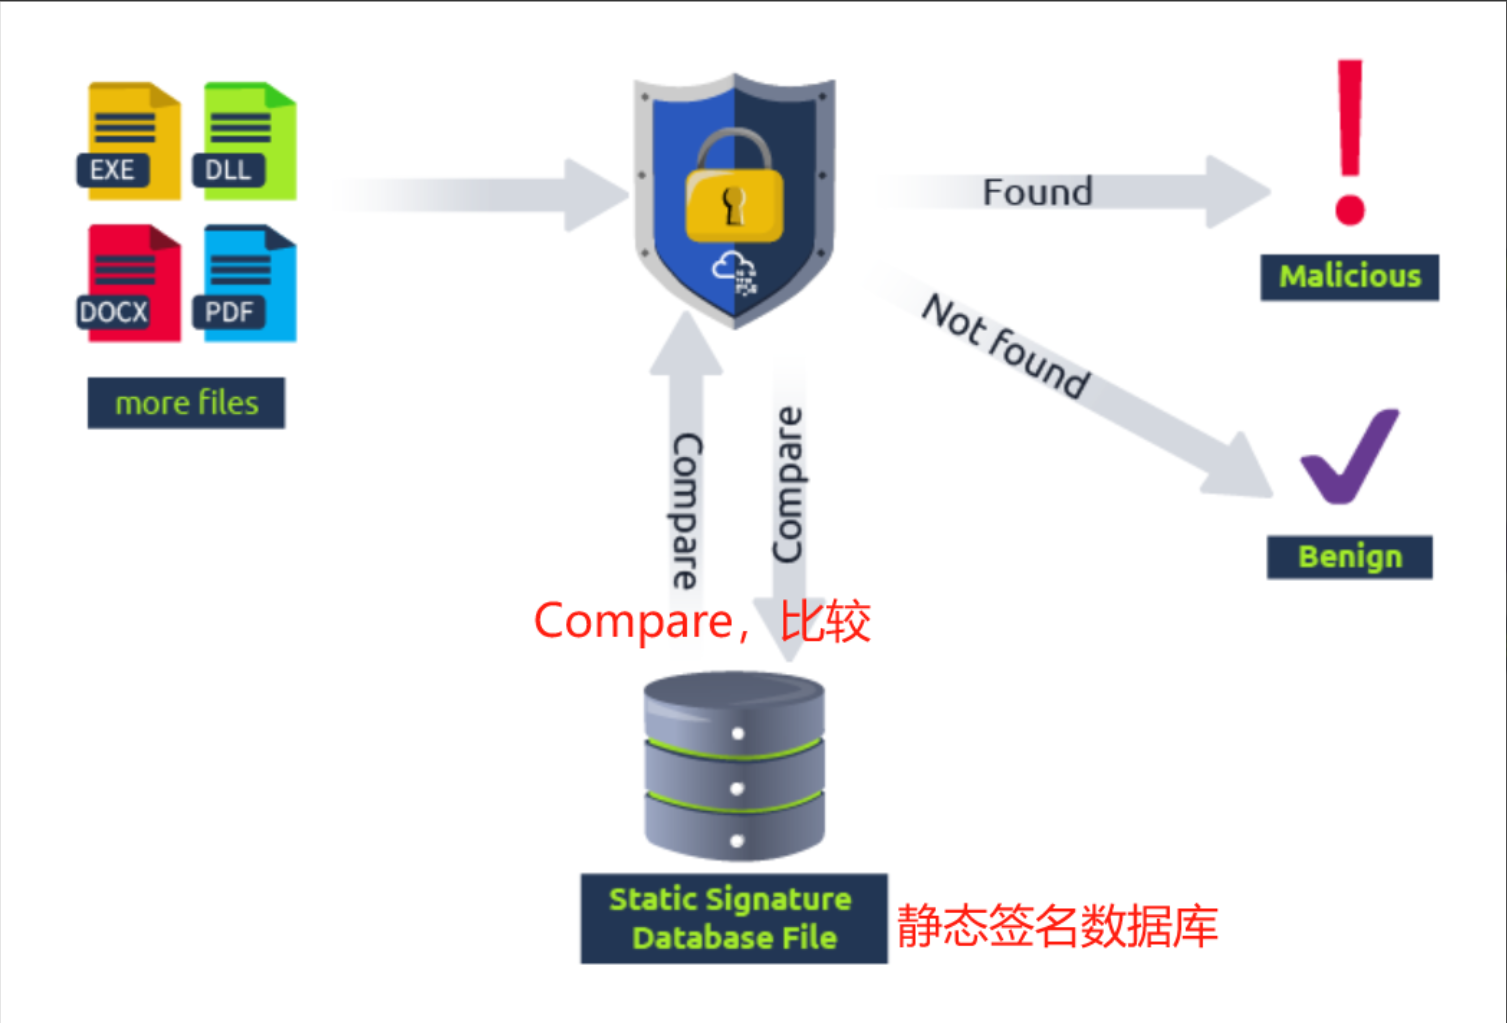 EXE
DLL
DOCX
PDF
more files
Found
Not found
Malicious
Benign
Compare
Compare
Compare，比较
Static Signature
Database File
静态签名数据库